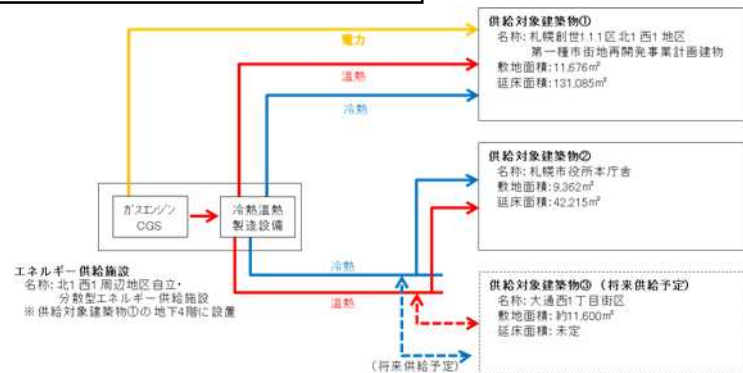 電力
温熱
冷熱
供給対象建築物①
名称:札幌創世1.1.1区北1西1地区
第一種市街地再開発事業計画建物
敷地面積:11,676㎡
延床面積:131,085㎡
供給対象建築物②
名称:札幌市役所本庁舎
敷地面積:9,362㎡
延床面積:42,215㎡
ガスエンジン
CGS
冷熱温熱
製造設備
エネルギー供給施設
名称:北1西1周辺地区自立・
分散型エネルギー供給施設
※供給対象建築物①の地下4階に設置
冷熱
温熱
供給対象建築物③(将来供給予定)
名称:大通西1丁目街区
敷地面積:約11,600㎡
延床面積:未定
(将来供給予定)